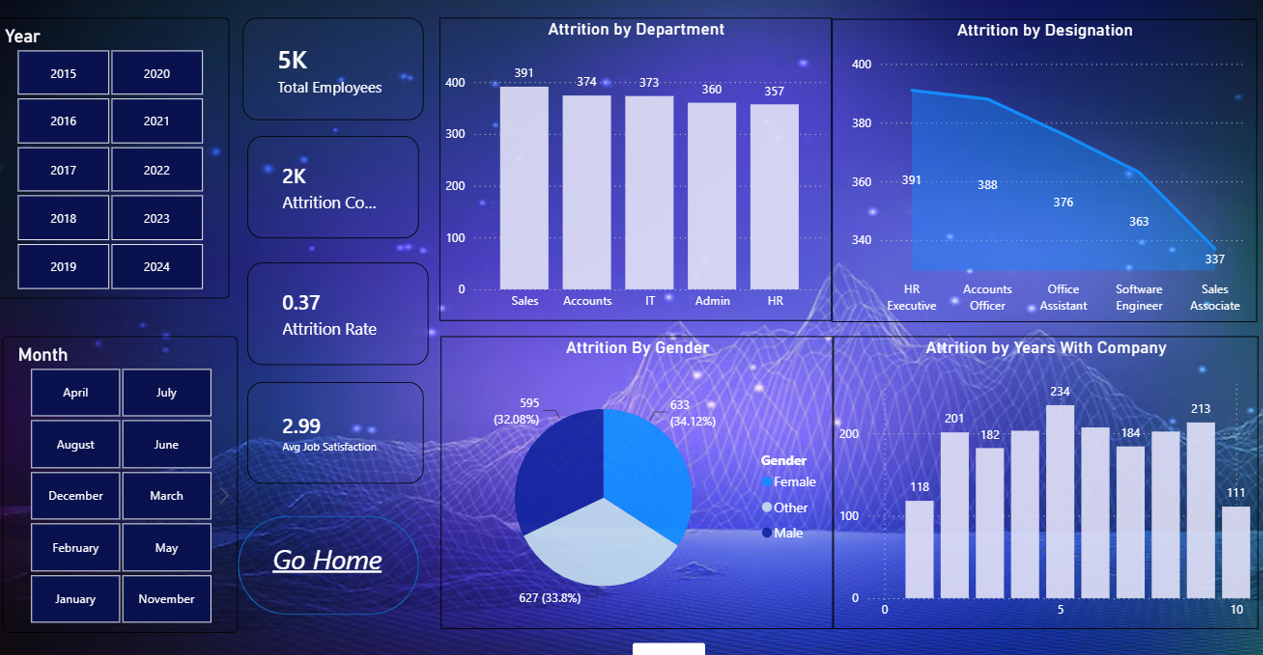 Year
2015
2020
2016
2021
2017
2022
2018
2023
2019
2024
Month
April
July
August
June
December
March
February
May
January
November
5K
Total Employees
2K
Attrition Co...
0.37
Attrition Rate
2.99
Avg Job Satisfaction
Go Home
Attrition by Department
400
300
200
100
0
391
374
373
360
357
Sales
Accounts
IT
Admin
HR
Attrition by Designation
400
380
360
340
391
388
376
363
337
HR
Executive
Accounts
Officer
Office
Assistant
Software
Engineer
Sales
Associate
Attrition By Gender
595
(32.08%)
633
(34.12%)
627 (33.8%)
Gender
Female
Other
Male
Attrition by Years With Company
200
100
0
118
201
182
234
184
213
111
0
5
10